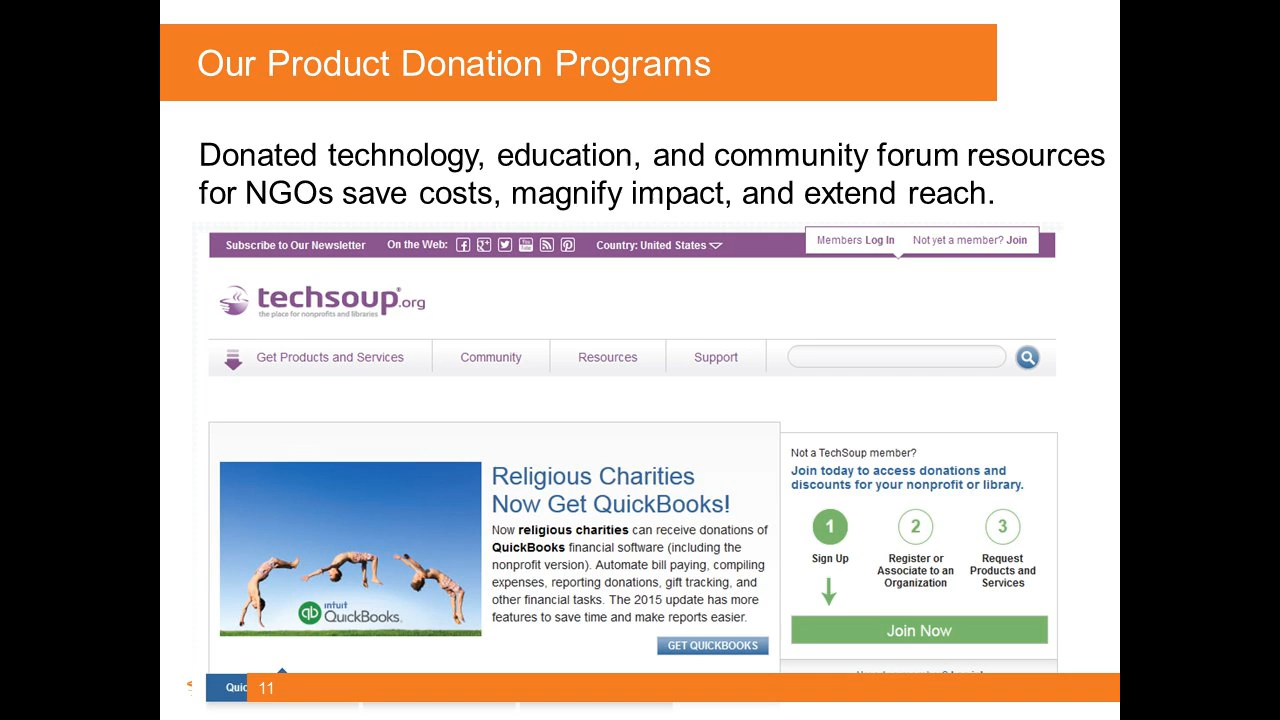 Our Product Donation Programs
Donated technology, education, and community forum resources
for NGOs save costs, magnify impact, and extend reach.
Subscribe to Our Newsletter On the Web: Country: United States
Members Log In Not yet a member? Join
techsoup.org
the place for nonprofits and libraries
Get Products and Services Community Resources Support
Religious Charities
Now Get QuickBooks!
Now religious charities can receive donations of
QuickBooks financial software (including the
nonprofit version). Automate bill paying, compiling
expenses, reporting donations, gift tracking, and
other financial tasks. The 2015 update has more
features to save time and make reports easier.
GET QUICKBOOKS
qb intuit
QuickBooks.
Not a TechSoup member?
Join today to access donations and
discounts for your nonprofit or library.
1 2 3
Sign Up
Register or
Associate to an
Organization
Request
Products and
Services
Join Now
Quic
11